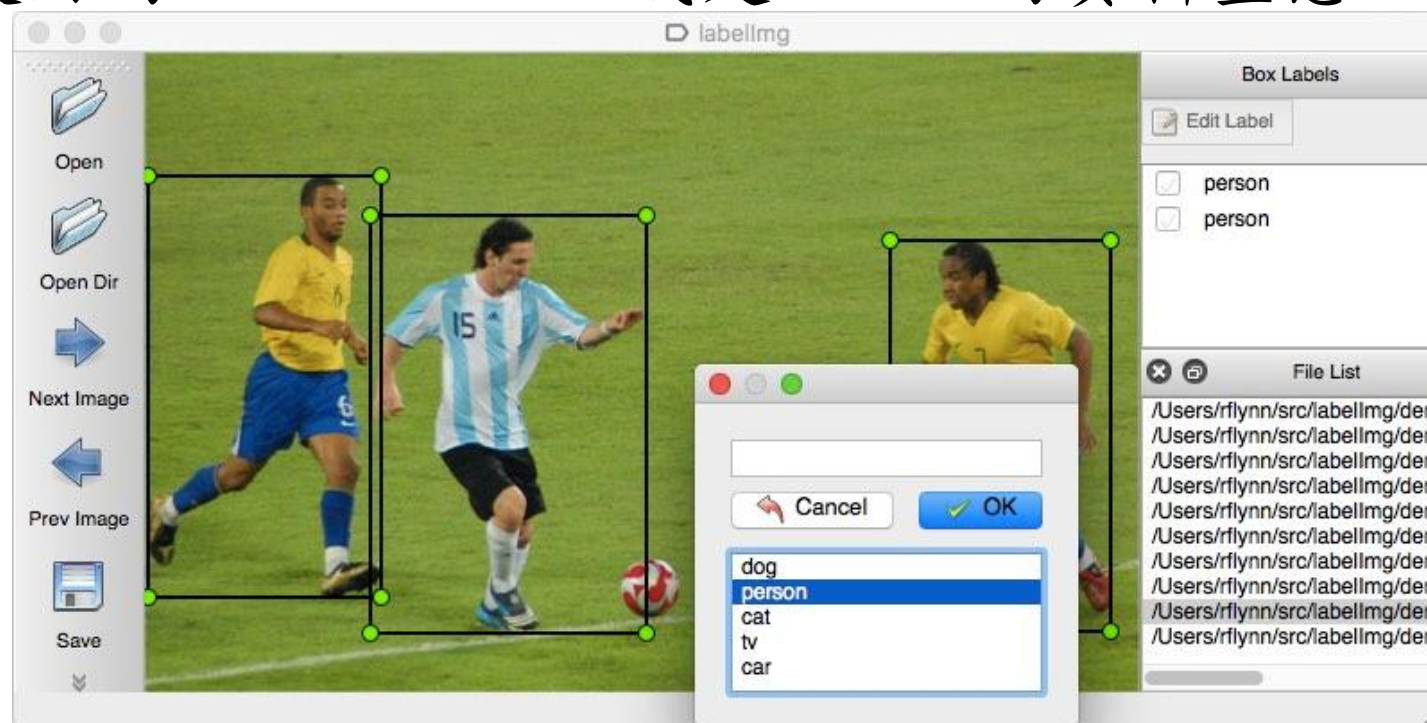 labelImg
Open
Open Dir
Next Image
Prev Image
Save
6
6
15
Cancel
OK
dog
person
cat
tv
car
Box Labels
Edit Label
person
person
File List
/Users/rflynn/src/labelImg/der
/Users/rflynn/src/labelImg/der
/Users/rflynn/src/labelImg/der
/Users/rflynn/src/labelImg/der
/Users/rflynn/src/labelImg/der
/Users/rflynn/src/labelImg/der
/Users/rflynn/src/labelImg/der
/Users/rflynn/src/labelImg/der
/Users/rflynn/src/labelImg/der
/Users/rflynn/src/labelImg/der